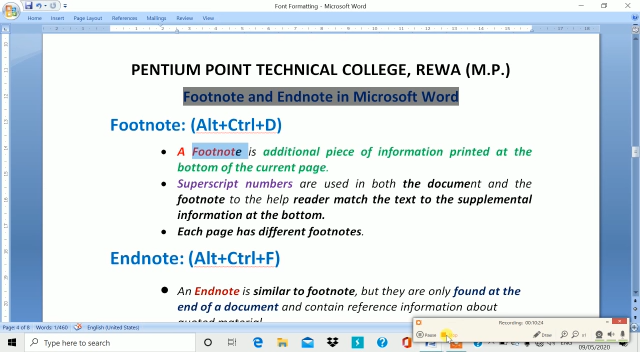 Font Formatting - Microsoft Word
Home Insert Page Layout References Mailings Review View
PENTIUM POINT TECHNICAL COLLEGE, REWA (M.P.)
Footnote and Endnote in Microsoft Word
Footnote: (Alt+Ctrl+D)
• A Footnote is additional piece of information printed at the
bottom of the current page.
• Superscript numbers are used in both the document and the
footnote to the help reader match the text to the supplemental
information at the bottom.
• Each page has different footnotes.
Endnote: (Alt+Ctrl+F)
• An Endnote is similar to footnote, but they are only found at the
end of a document and contain reference information about
quoted material.
Recording: 00:10:24
Pause Draw
Page: 4 of 8 Words: 1/460 English (United States)
Type here to search
ENG
09/05/2020